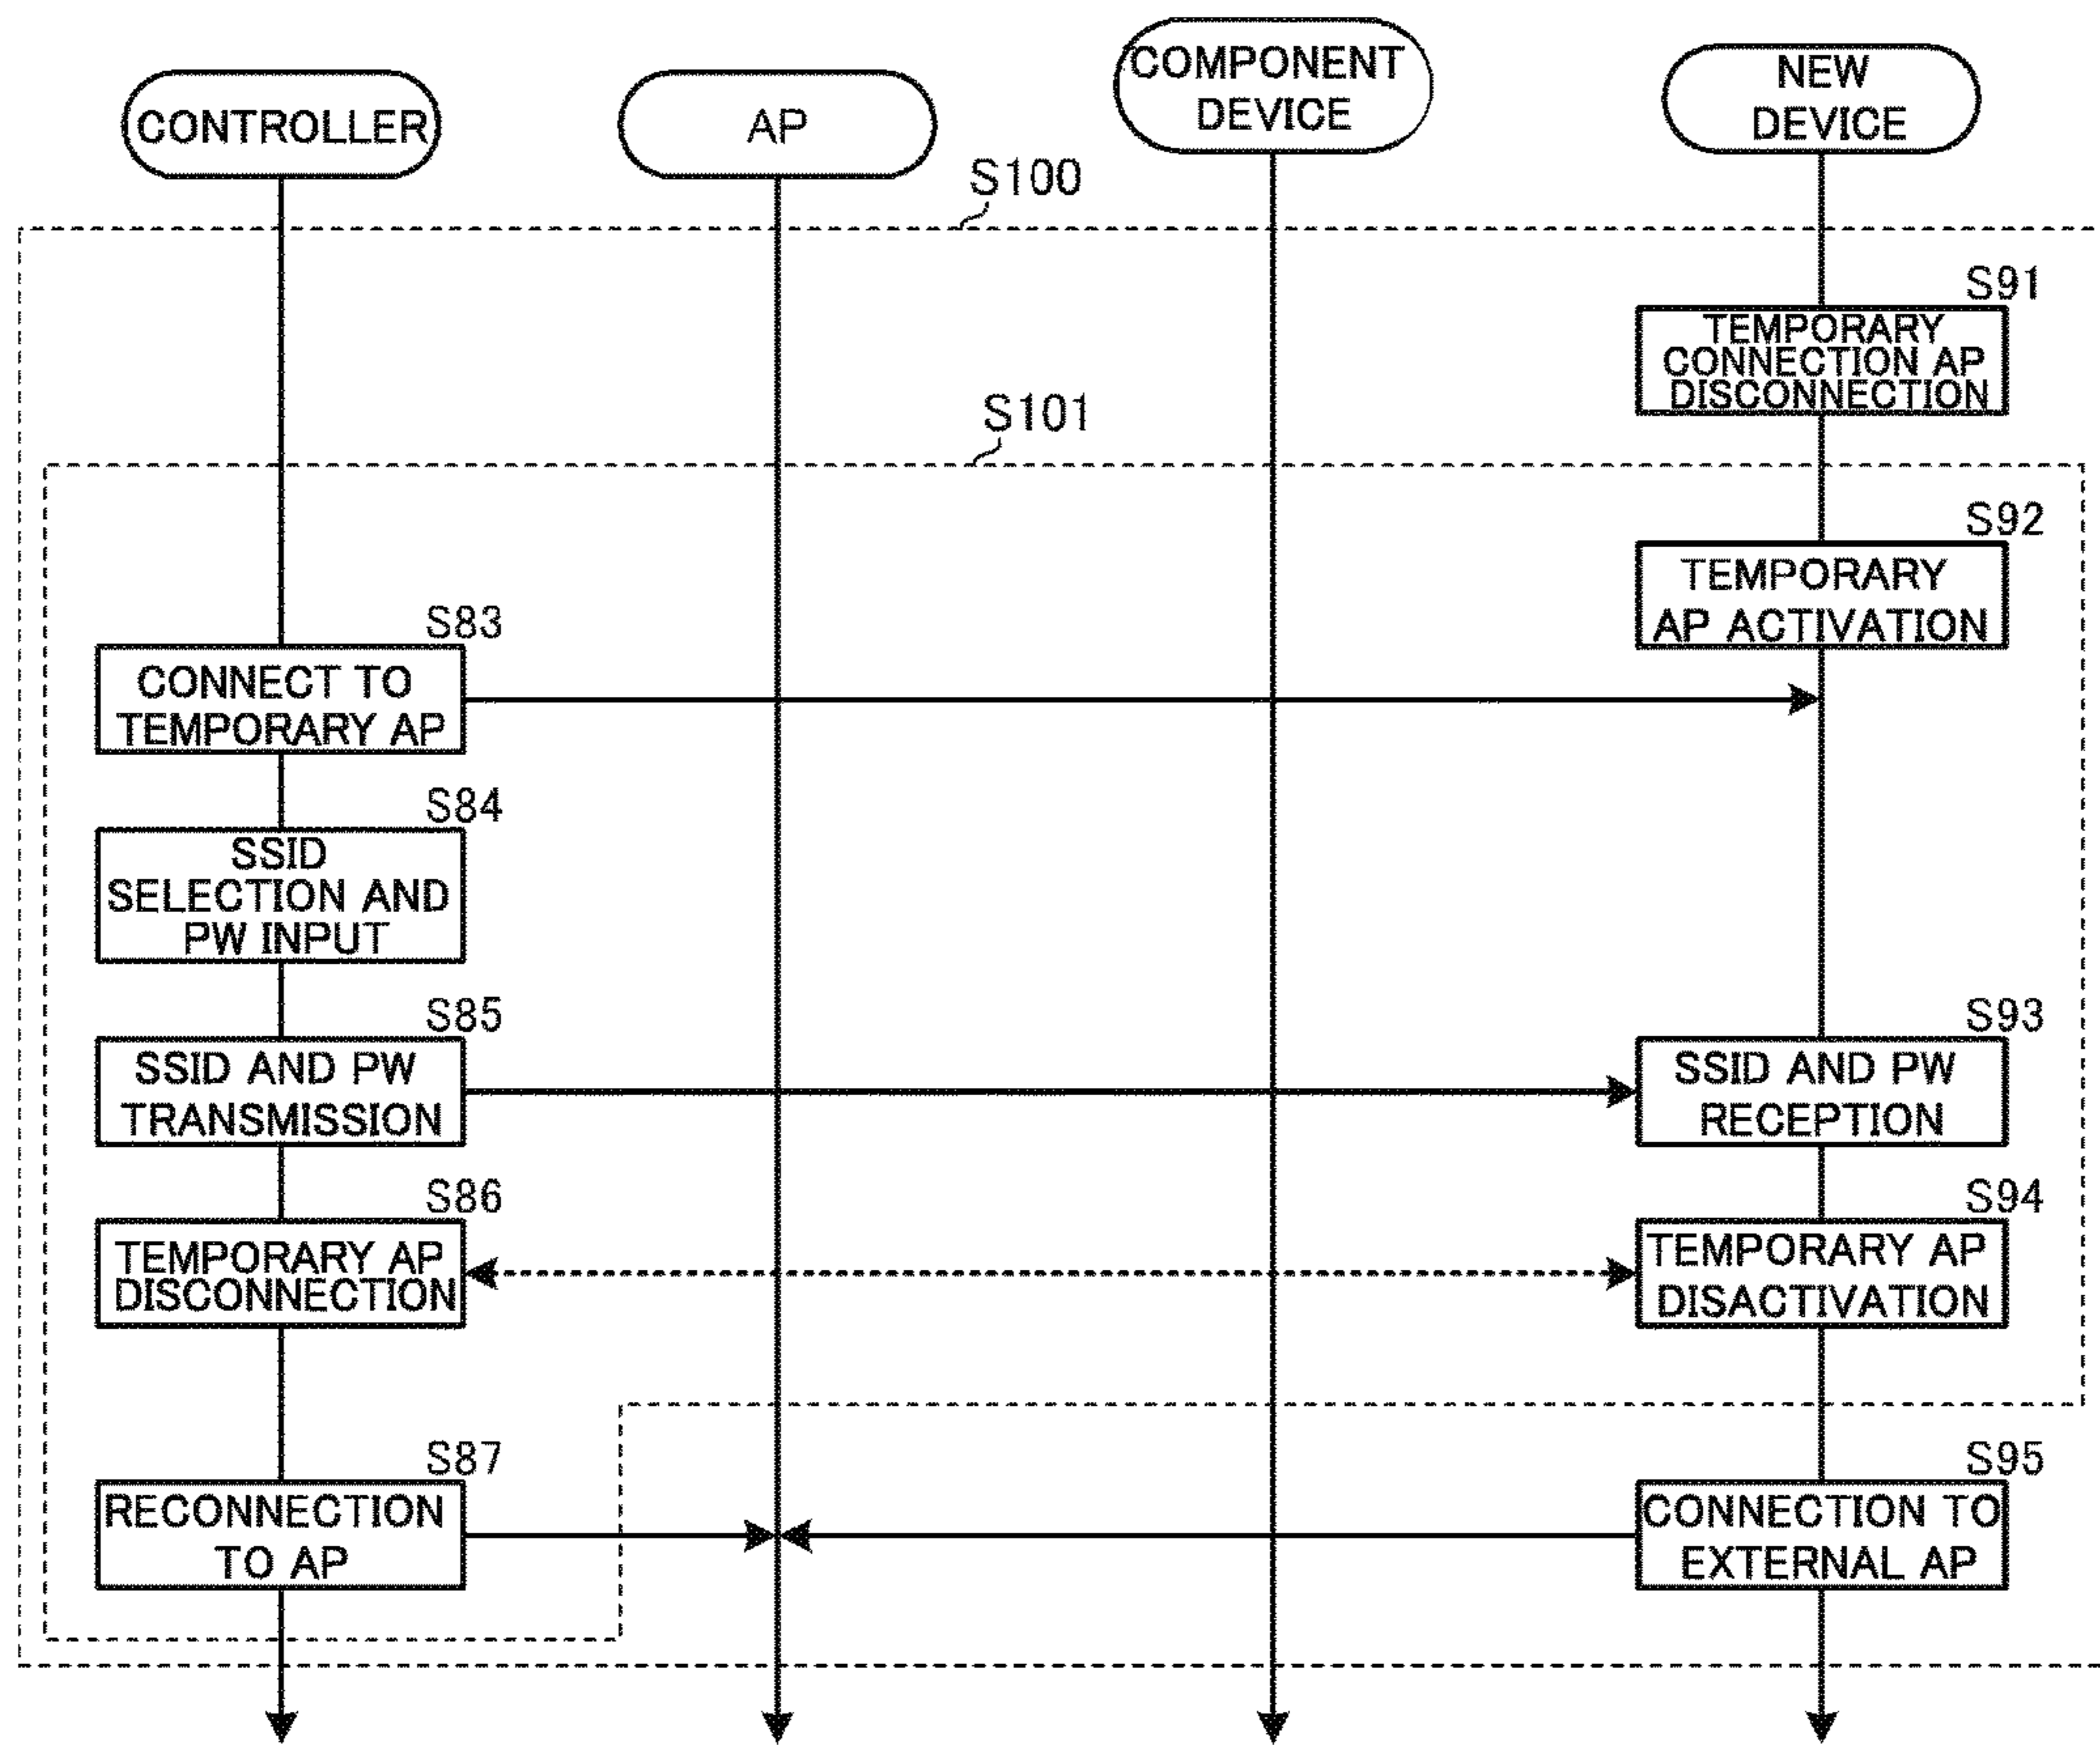 CONTROLLER
AP
COMPONENT
DEVICE
NEW
DEVICE
S100
S91
TEMPORARY
CONNECTION AP
DISCONNECTION
S101
S92
TEMPORARY
AP ACTIVATION
S83
CONNECT TO
TEMPORARY AP
S84
SSID
SELECTION AND
PW INPUT
S85
SSID AND PW
TRANSMISSION
S93
SSID AND PW
RECEPTION
S86
TEMPORARY AP
DISCONNECTION
S94
TEMPORARY AP
DISACTIVATION
S87
RECONNECTION
TO AP
S95
CONNECTION TO
EXTERNAL AP